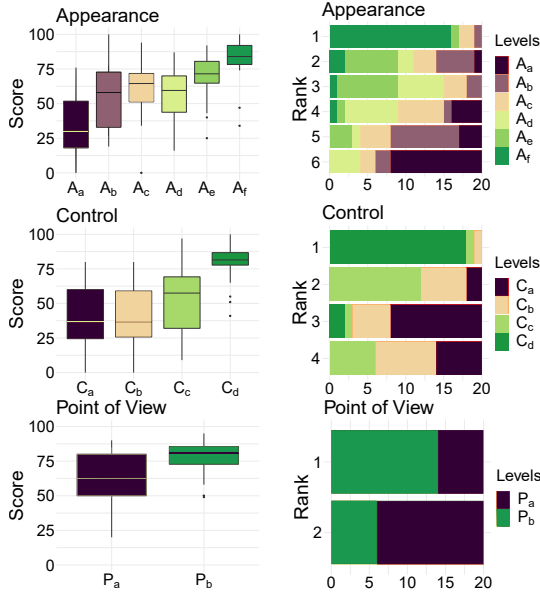 Appearance
Score
100
75
50
25
0
Aa Ab Ac Ad Ae Af
Appearance
Rank
1
2
3
4
5
6
0 5 10 15 20
Levels
Aa
Ab
Ac
Ad
Ae
Af
Control
Score
100
75
50
25
0
Ca Cb Cc Cd
Control
Rank
1
2
3
4
0 5 10 15 20
Levels
Ca
Cb
Cc
Cd
Point of View
Score
100
75
50
25
0
Pa Pb
Point of View
Rank
1
2
0 5 10 15 20
Levels
Pa
Pb